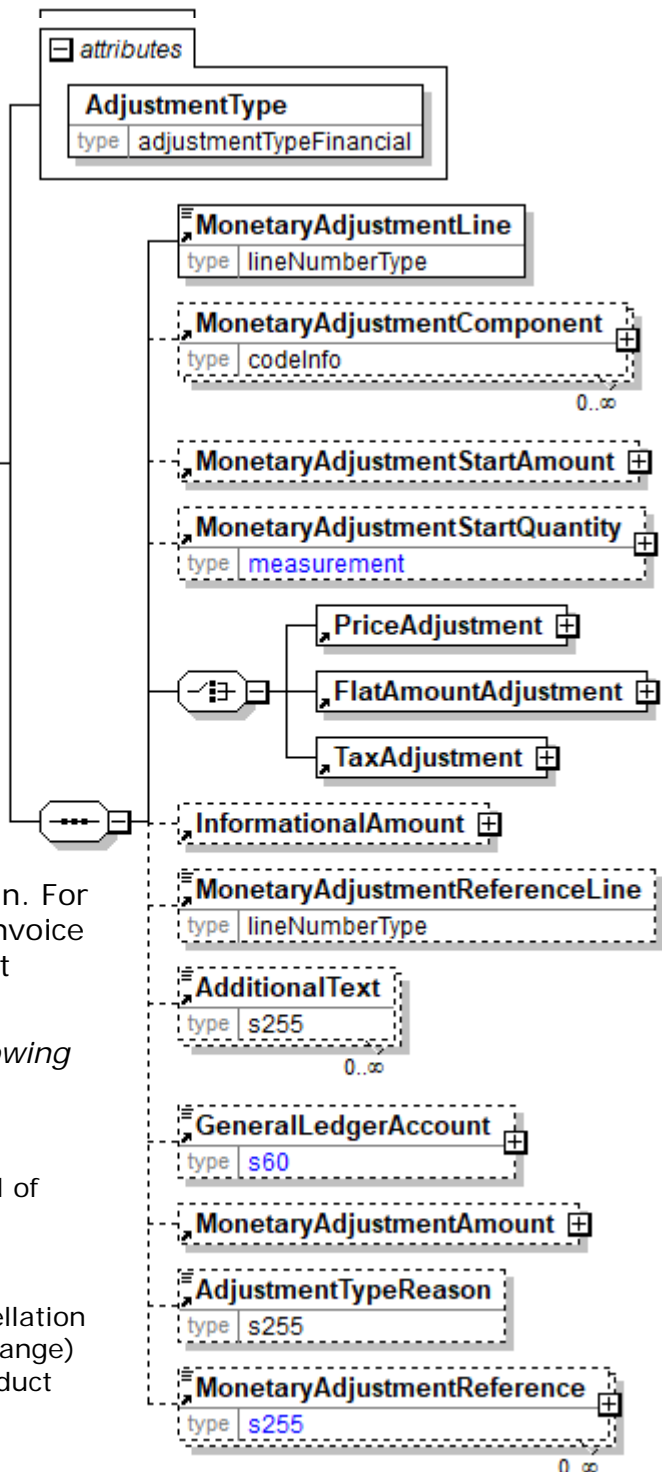 attributes
AdjustmentType
type adjustmentTypeFinancial
MonetaryAdjustmentLine
type lineNumberType
MonetaryAdjustmentComponent
type codeInfo
0..∞
MonetaryAdjustmentStartAmount
MonetaryAdjustmentStartQuantity
type measurement
PriceAdjustment
FlatAmountAdjustment
TaxAdjustment
InformationalAmount
MonetaryAdjustmentReferenceLine
type lineNumberType
AdditionalText
type s255
0..∞
GeneralLedgerAccount
type s60
MonetaryAdjustmentAmount
AdjustmentTypeReason
type s255
MonetaryAdjustmentReference
type s255
0..∞
n. For
nvoice
t
owing
l of
ellation
ange)
duct